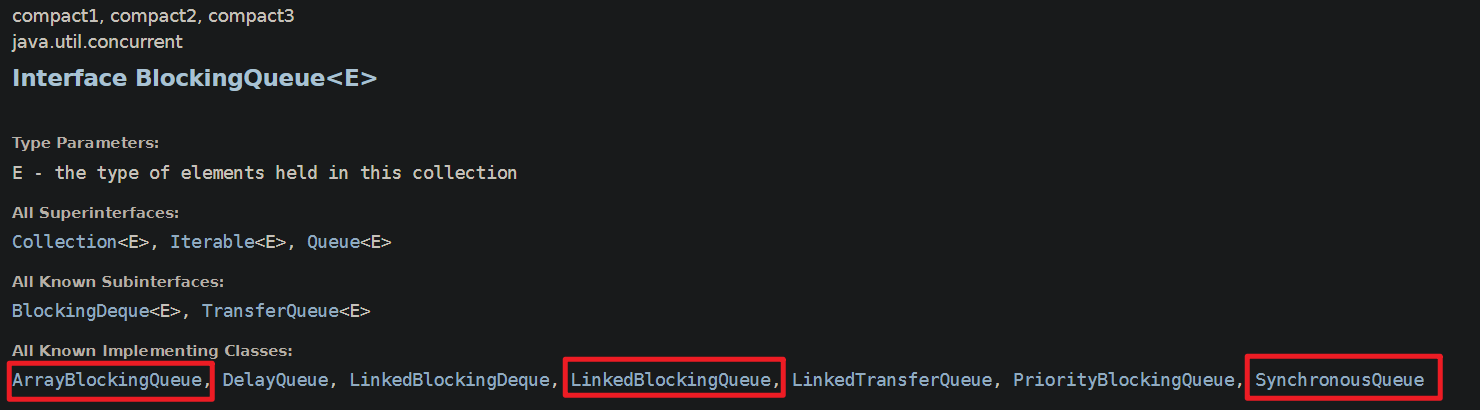 compact1, compact2, compact3
java.util.concurrent
Interface BlockingQueue<E>
Type Parameters:
E - the type of elements held in this collection
All Superinterfaces:
Collection<E>, Iterable<E>, Queue<E>
All Known Subinterfaces:
BlockingDeque<E>, TransferQueue<E>
All Known Implementing Classes:
ArrayBlockingQueue, DelayQueue, LinkedBlockingDeque, LinkedBlockingQueue, LinkedTransferQueue, PriorityBlockingQueue, SynchronousQueue